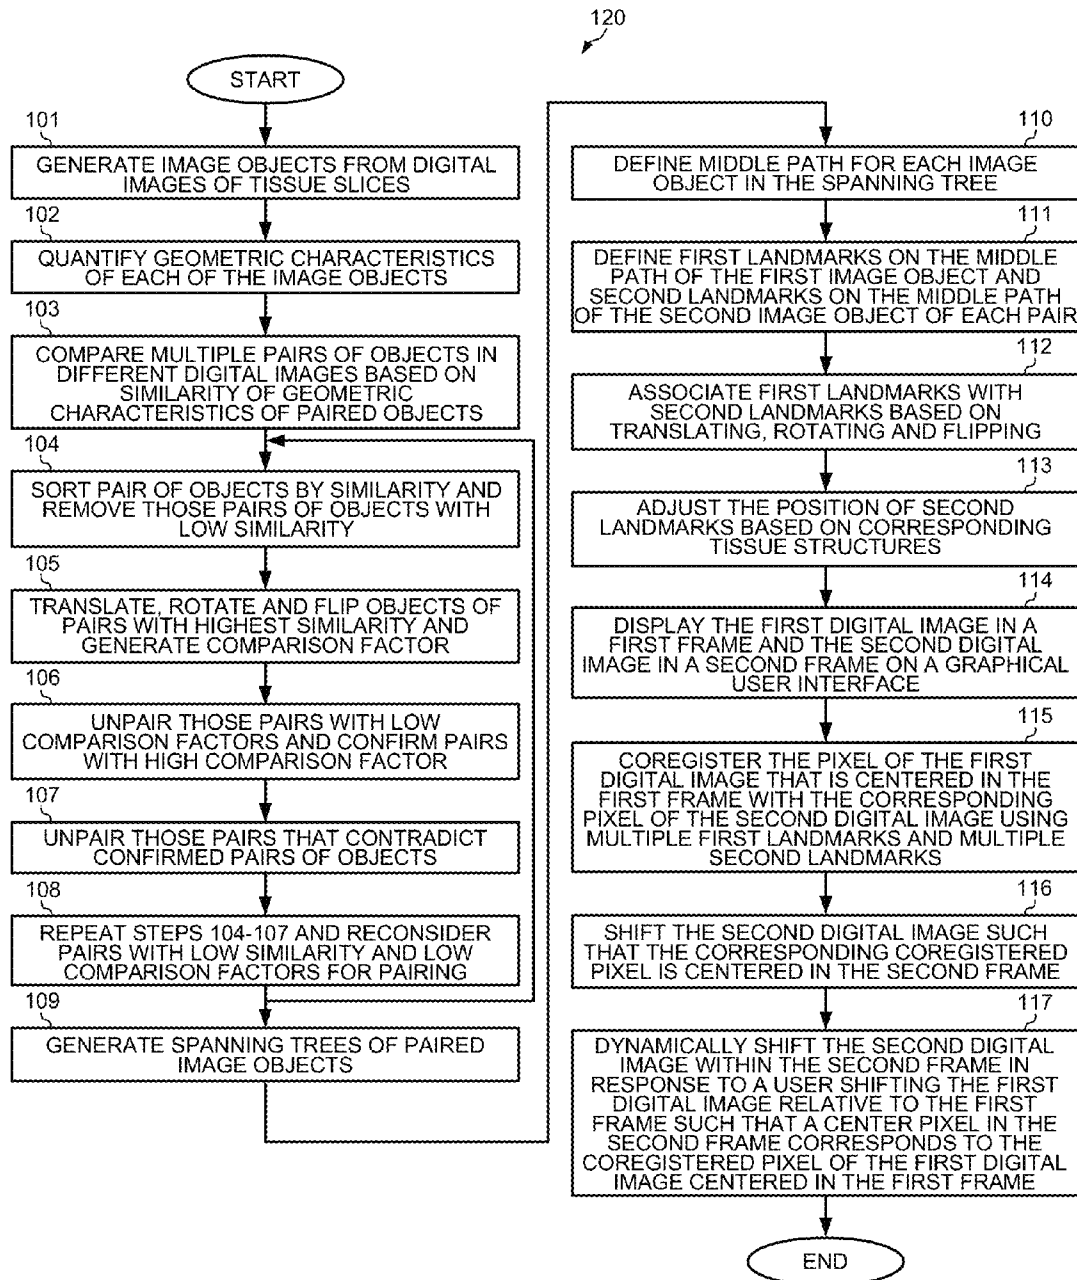 120
START
101
GENERATE IMAGE OBJECTS FROM DIGITAL
IMAGES OF TISSUE SLICES
102
QUANTIFY GEOMETRIC CHARACTERISTICS
OF EACH OF THE IMAGE OBJECTS
103
COMPARE MULTIPLE PAIRS OF OBJECTS IN
DIFFERENT DIGITAL IMAGES BASED ON
SIMILARITY OF GEOMETRIC
CHARACTERISTICS OF PAIRED OBJECTS
104
SORT PAIR OF OBJECTS BY SIMILARITY AND
REMOVE THOSE PAIRS OF OBJECTS WITH
LOW SIMILARITY
105
TRANSLATE, ROTATE AND FLIP OBJECTS OF
PAIRS WITH HIGHEST SIMILARITY AND
GENERATE COMPARISON FACTOR
106
UNPAIR THOSE PAIRS WITH LOW
COMPARISON FACTORS AND CONFIRM PAIRS
WITH HIGH COMPARISON FACTOR
107
UNPAIR THOSE PAIRS THAT CONTRADICT
CONFIRMED PAIRS OF OBJECTS
108
REPEAT STEPS 104-107 AND RECONSIDER
PAIRS WITH LOW SIMILARITY AND LOW
COMPARISON FACTORS FOR PAIRING
109
GENERATE SPANNING TREES OF PAIRED
IMAGE OBJECTS
110
DEFINE MIDDLE PATH FOR EACH IMAGE
OBJECT IN THE SPANNING TREE
111
DEFINE FIRST LANDMARKS ON THE MIDDLE
PATH OF THE FIRST IMAGE OBJECT AND
SECOND LANDMARKS ON THE MIDDLE PATH
OF THE SECOND IMAGE OBJECT OF EACH PAIR
112
ASSOCIATE FIRST LANDMARKS WITH
SECOND LANDMARKS BASED ON
TRANSLATING, ROTATING AND FLIPPING
113
ADJUST THE POSITION OF SECOND
LANDMARKS BASED ON CORRESPONDING
TISSUE STRUCTURES
114
DISPLAY THE FIRST DIGITAL IMAGE IN A
FIRST FRAME AND THE SECOND DIGITAL
IMAGE IN A SECOND FRAME ON A GRAPHICAL
USER INTERFACE
115
COREGISTER THE PIXEL OF THE FIRST
DIGITAL IMAGE THAT IS CENTERED IN THE
FIRST FRAME WITH THE CORRESPONDING
PIXEL OF THE SECOND DIGITAL IMAGE USING
MULTIPLE FIRST LANDMARKS AND MULTIPLE
SECOND LANDMARKS
116
SHIFT THE SECOND DIGITAL IMAGE SUCH
THAT THE CORRESPONDING COREGISTERED
PIXEL IS CENTERED IN THE SECOND FRAME
117
DYNAMICALLY SHIFT THE SECOND DIGITAL
IMAGE WITHIN THE SECOND FRAME IN
RESPONSE TO A USER SHIFTING THE FIRST
DIGITAL IMAGE RELATIVE TO THE FIRST
FRAME SUCH THAT A CENTER PIXEL IN THE
SECOND FRAME CORRESPONDS TO THE
COREGISTERED PIXEL OF THE FIRST DIGITAL
IMAGE CENTERED IN THE FIRST FRAME
END